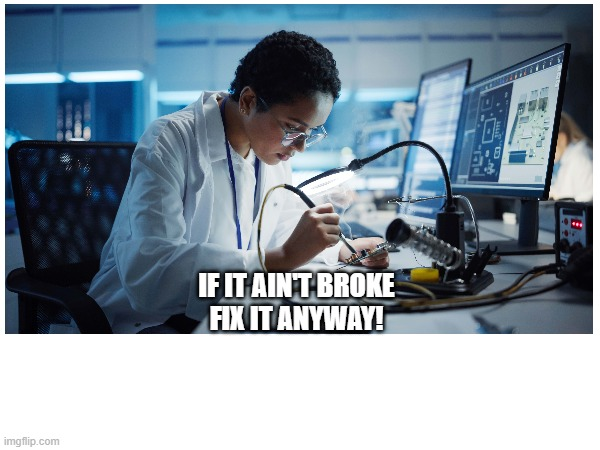 IF IT AIN'T BROKE
FIX IT ANYWAY!
imgflip.com